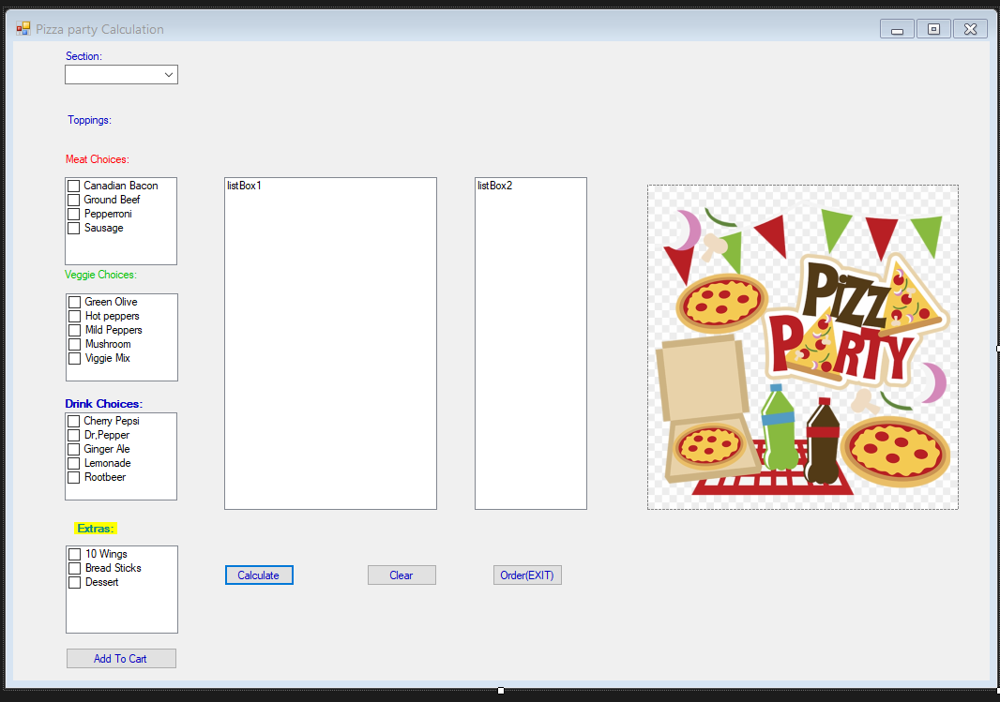 Pizza party Calculation
Section:
Toppings:
Meat Choices:
Canadian Bacon
Ground Beef
Pepperroni
Sausage
Veggie Choices:
Green Olive
Hot peppers
Mild Peppers
Mushroom
Viggie Mix
Drink Choices:
Cherry Pepsi
Dr,Pepper
Ginger Ale
Lemonade
Rootbeer
Extras:
10 Wings
Bread Sticks
Dessert
Add To Cart
listBox1
listBox2
Calculate
Clear
Order(EXIT)
PiZZ
PARTY